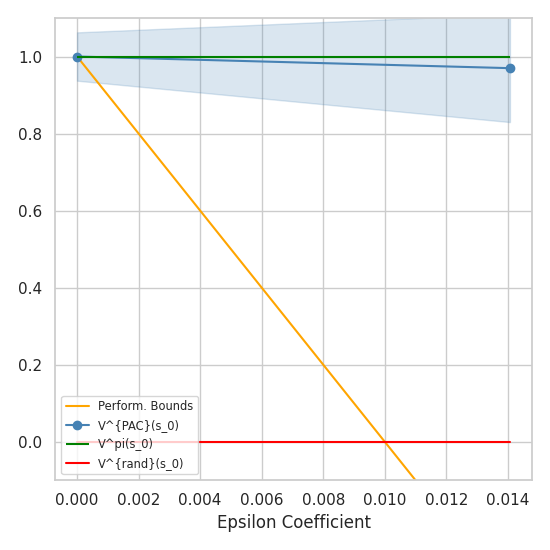 1.0
0.8
0.6
0.4
0.2
0.0
Perform. Bounds
V^{PAC}(s_0)
V^pi(s_0)
V^{rand}(s_0)
0.000 0.002 0.004 0.006 0.008 0.010 0.012 0.014
Epsilon Coefficient